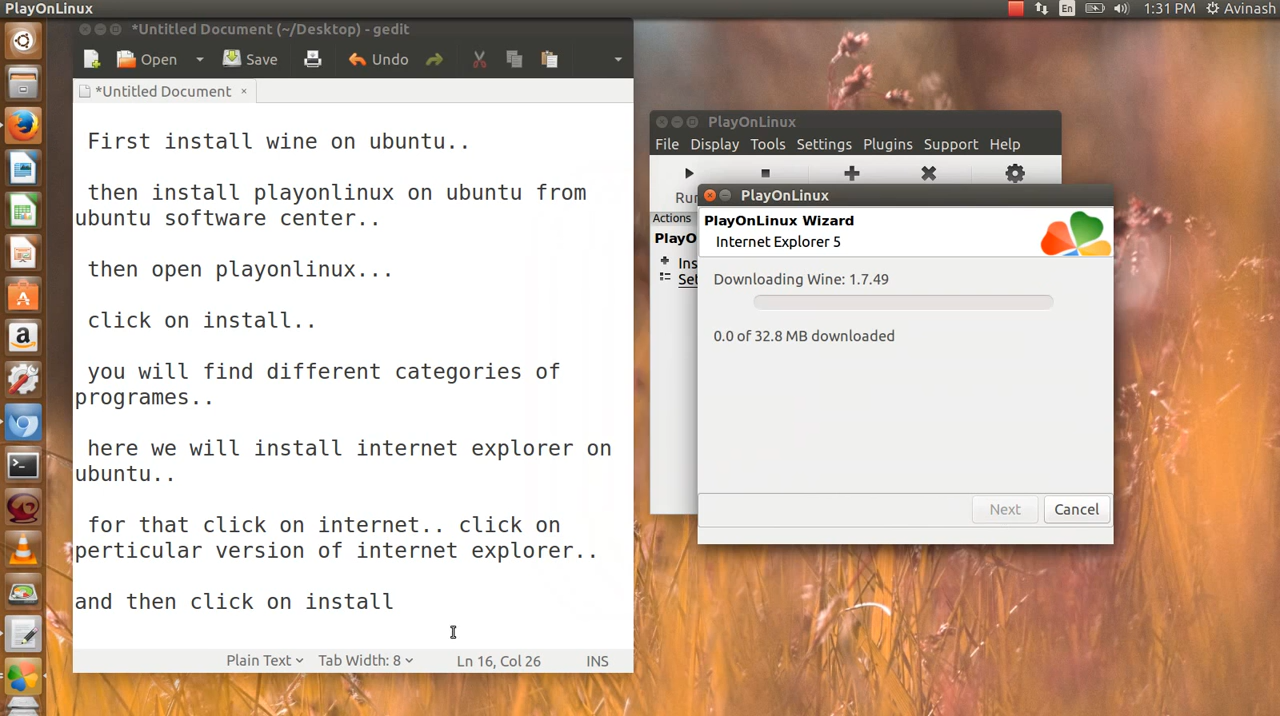 PlayOnLinux
En
1:31 PM
Avinash
*Untitled Document (~/Desktop) - gedit
Open
Save
Undo
*Untitled Document ×
First install wine on ubuntu..
then install playonlinux on ubuntu from
ubuntu software center..
then open playonlinux...
click on install..
you will find different categories of
programes..
here we will install internet explorer on
ubuntu..
for that click on internet.. click on
perticular version of internet explorer..
and then click on install
Plain Text
Tab Width: 8
Ln 16, Col 26
INS
PlayOnLinux
File Display Tools Settings Plugins Support Help
Ru
Actions
PlayO
Ins
Set
PlayOnLinux
PlayOnLinux Wizard
Internet Explorer 5
Downloading Wine: 1.7.49
0.0 of 32.8 MB downloaded
Next
Cancel